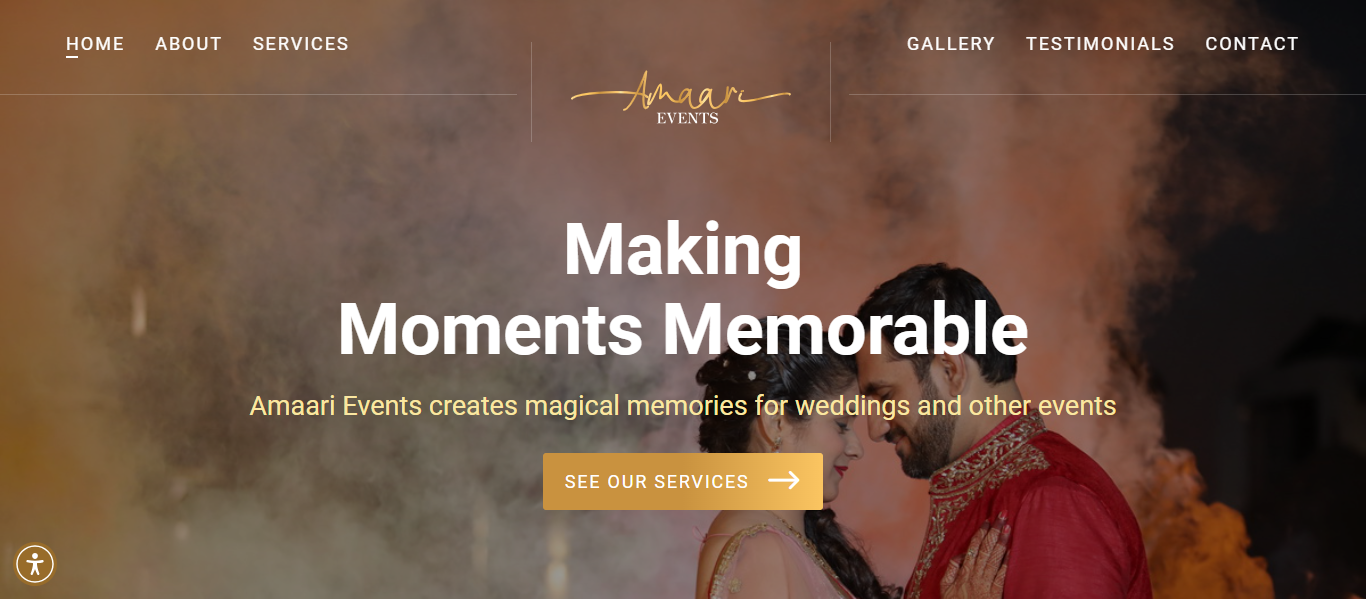 HOME ABOUT SERVICES
GALLERY TESTIMONIALS CONTACT
Amaari
EVENTS
Making
Moments Memorable
Amaari Events creates magical memories for weddings and other events
SEE OUR SERVICES